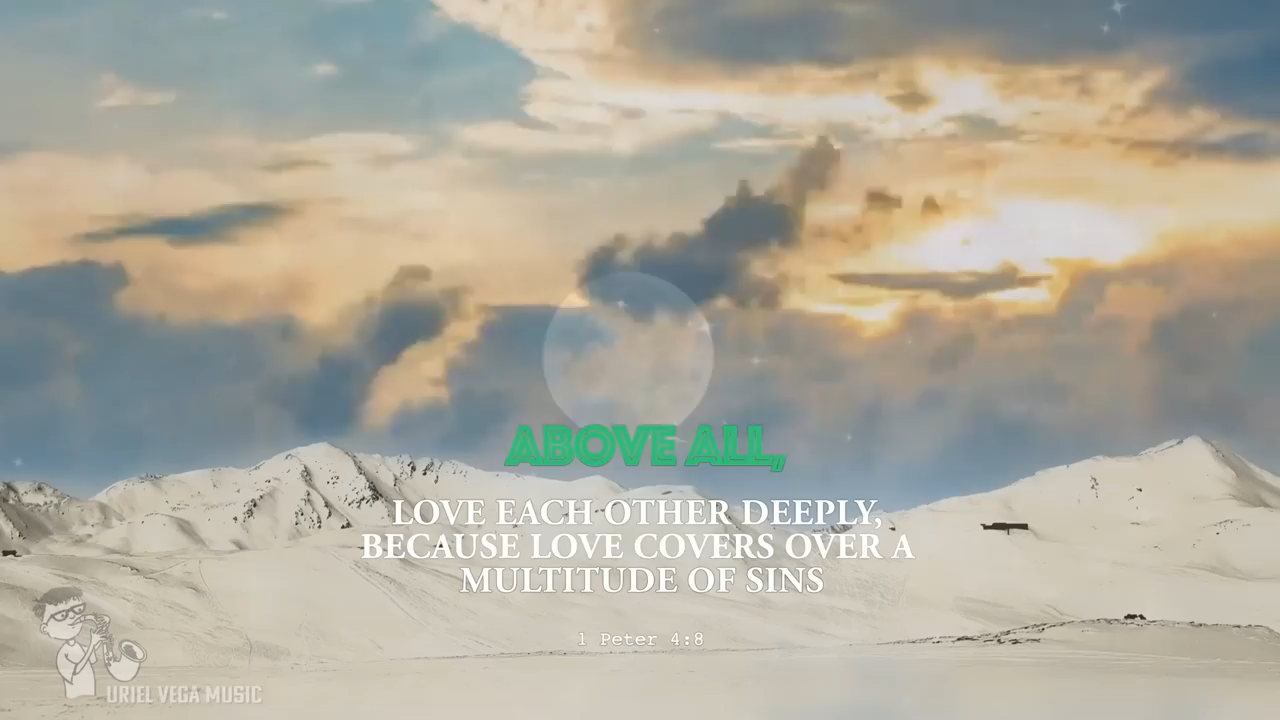 ABOVE ALL,
LOVE EACH OTHER DEEPLY,
BECAUSE LOVE COVERS OVER A
MULTITUDE OF SINS
1 Peter 4:8
URIEL VEGA MUSIC